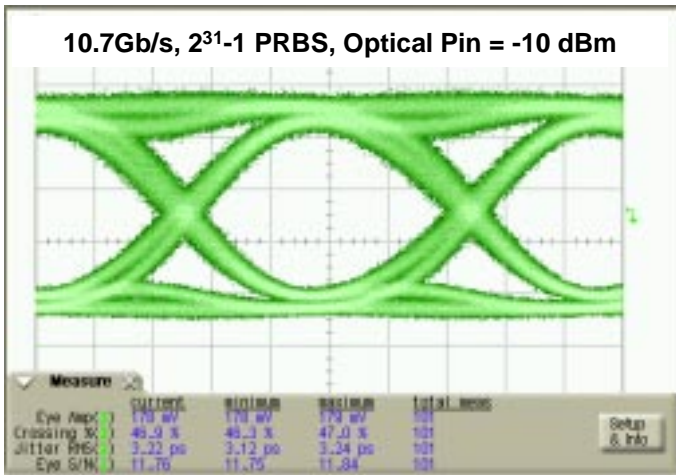 10.7Gb/s, 2³¹-1 PRBS, Optical Pin = -10 dBm
Measure
current minimum maximum total meas
Eye Amp( ) 178 mV 178 mV 179 mV 101
Crossing %( ) 46.9 % 46.3 % 47.0 % 101
Jitter RMS( ) 3.22 ps 3.12 ps 3.24 ps 101
Eye S/N( ) 11.76 11.75 11.84 101
Setup
& Info